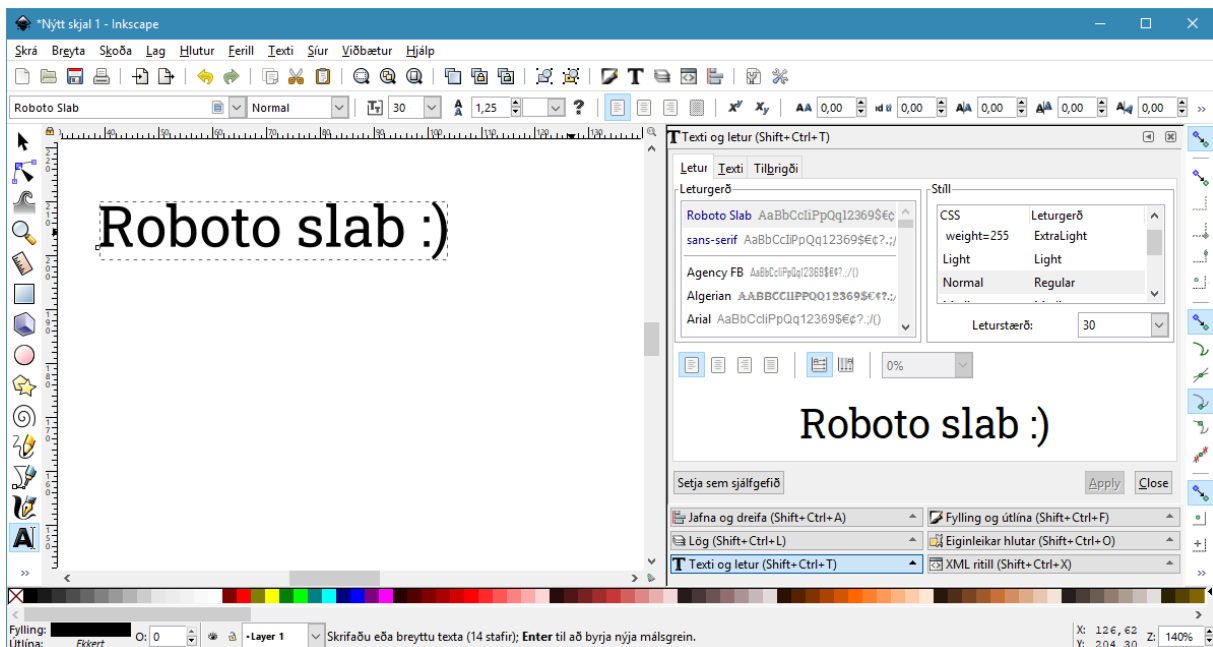 *Nýtt skjal 1 - Inkscape
Skrá Breyta Skoða Lag Hlutur Ferill Texti Síur Viðbætur Hjálp
Roboto Slab Normal 30 1,25 0,00 0,00 0,00 0,00 0,00
Texti og letur (Shift+Ctrl+T)
Letur Texti Tilbrigði
Leturgerð Stíll
Roboto Slab AaBbCcIiPpQq12369$€¢
CSS Leturgerð
sans-serif AaBbCcIiPpQq12369$€¢?.;/
weight=255 ExtraLight
Light Light
Agency FB AaBbCcIiPpQq12369$€¢?.;/()
Normal Regular
Algerian AABBCCIIPPQQ12369$€¢?.;
Arial AaBbCcIiPpQq12369$€¢?.;/()
Leturstærð: 30
0%
Roboto slab :)
Roboto slab :)
Setja sem sjálfgefið Apply Close
Jafna og dreifa (Shift+Ctrl+A) Fylling og útlína (Shift+Ctrl+F)
Lög (Shift+Ctrl+L) Eiginleikar hlutar (Shift+Ctrl+O)
Texti og letur (Shift+Ctrl+T) XML ritill (Shift+Ctrl+X)
Fylling: O: 0 •Layer 1 Skrifaðu eða breyttu texta (14 stafir); Enter til að byrja nýja málsgrein. X: 126,62 Z: 140%
Útlína: Ekkert Y: 204,30